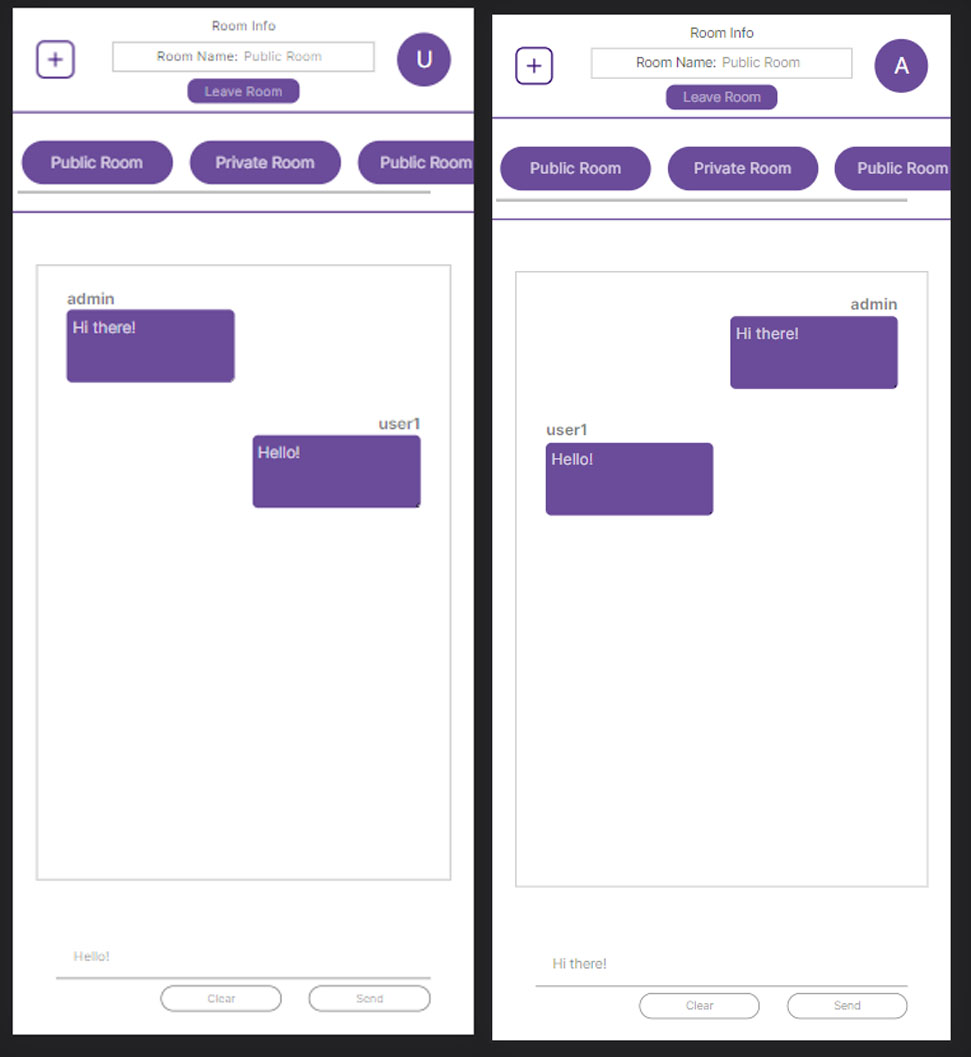 Room Info
Room Name: Public Room
U
Leave Room
Public Room Private Room Public Room
admin
Hi there!
user1
Hello!
Hello!
Clear Send
Room Info
Room Name: Public Room
A
Leave Room
Public Room Private Room Public Room
admin
Hi there!
user1
Hello!
Hi there!
Clear Send